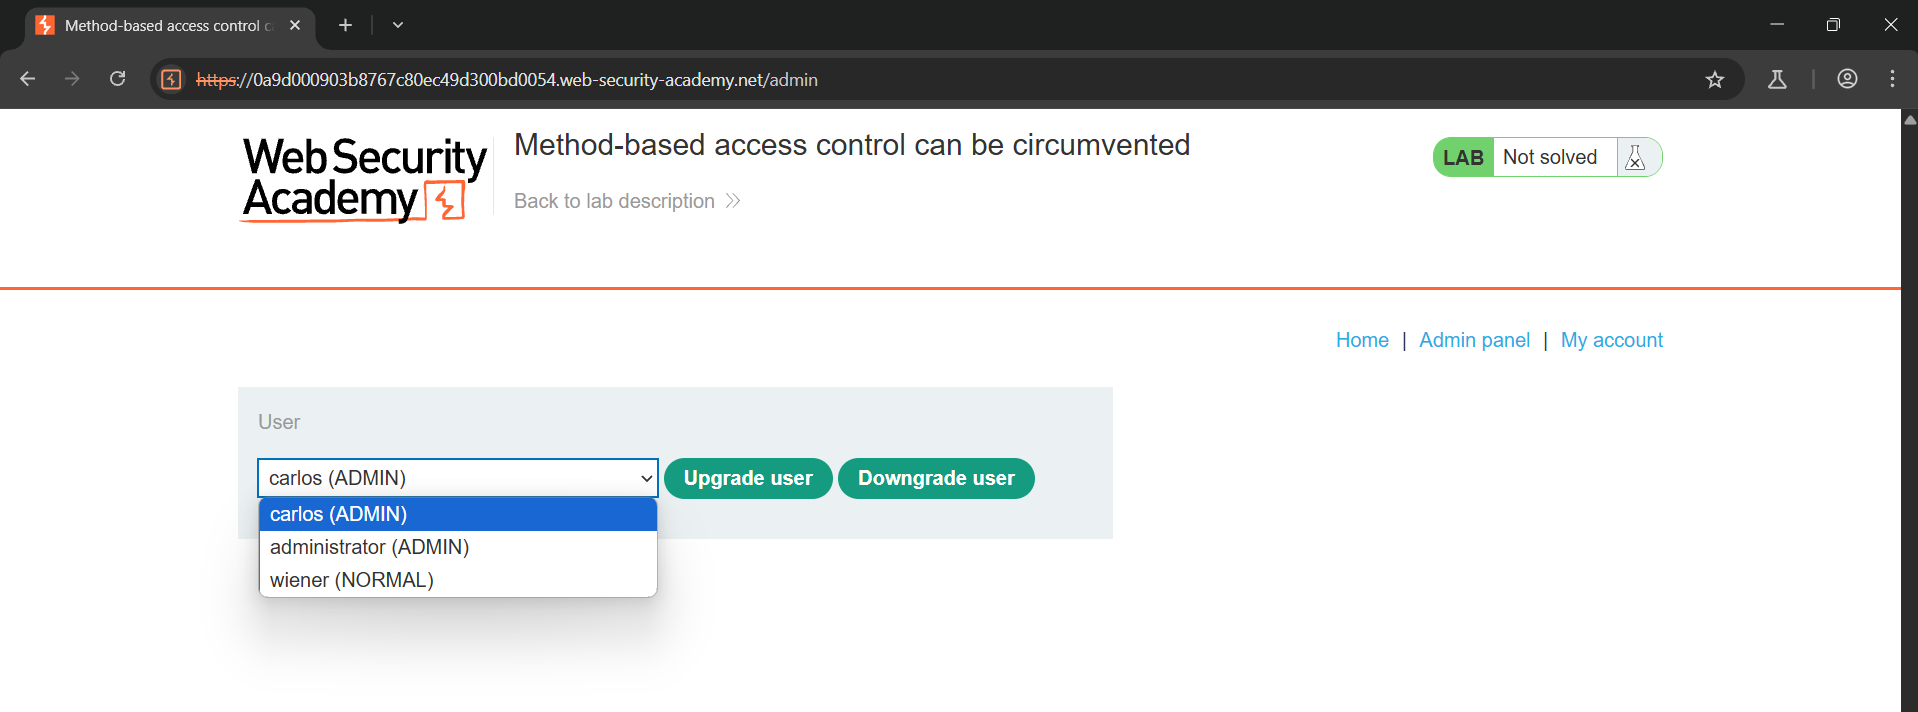 Method-based access control c
https://0a9d000903b8767c80ec49d300bd0054.web-security-academy.net/admin
Web Security
Academy
Method-based access control can be circumvented
Back to lab description
LAB Not solved
Home | Admin panel | My account
User
carlos (ADMIN)
Upgrade user
Downgrade user
carlos (ADMIN)
administrator (ADMIN)
wiener (NORMAL)